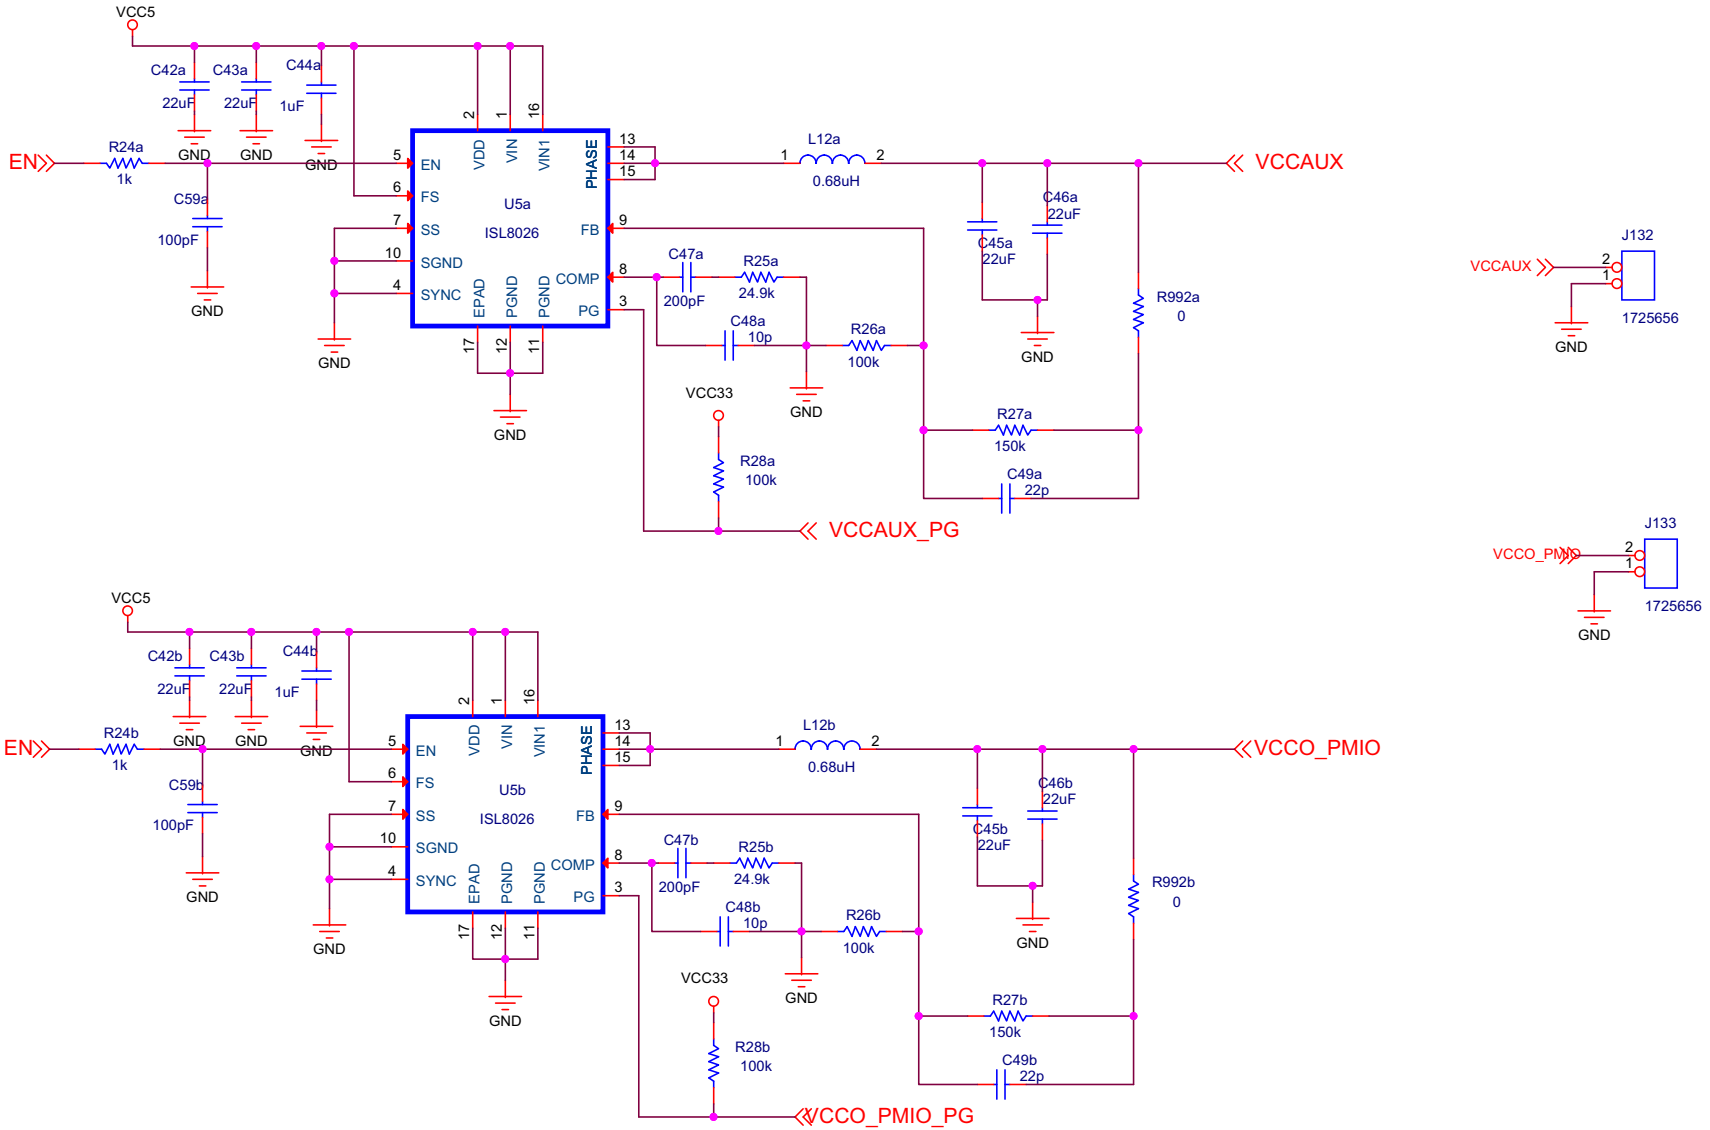 VCC5
C42a
C43a
C44a
22uF
22uF
1uF
GND
GND
GND
EN
R24a
1k
C59a
100pF
GND
2
1
16
VDD
VIN
VIN1
5
EN
6
FS
7
SS
10
SGND
4
SYNC
GND
U5a
ISL8026
PHASE
13
14
15
FB
9
COMP
8
PG
3
EPAD
PGND
PGND
17
12
11
GND
1
L12a
2
0.68uH
VCCAUX
C46a
22uF
C45a
22uF
GND
R992a
0
C47a
200pF
R25a
24.9k
C48a
10p
R26a
100k
GND
VCC33
R28a
100k
R27a
150k
C49a
22p
VCCAUX_PG
J132
VCCAUX
2
1
1725656
GND
J133
VCCO_PMIO
2
1
1725656
GND
VCC5
C42b
C43b
C44b
22uF
22uF
1uF
GND
GND
GND
EN
R24b
1k
C59b
100pF
GND
2
1
16
VDD
VIN
VIN1
5
EN
6
FS
7
SS
10
SGND
4
SYNC
GND
U5b
ISL8026
PHASE
13
14
15
FB
9
COMP
8
PG
3
EPAD
PGND
PGND
17
12
11
GND
1
L12b
2
0.68uH
VCCO_PMIO
C46b
22uF
C45b
22uF
GND
R992b
0
C47b
200pF
R25b
24.9k
C48b
10p
R26b
100k
GND
VCC33
R28b
100k
R27b
150k
C49b
22p
VCCO_PMIO_PG